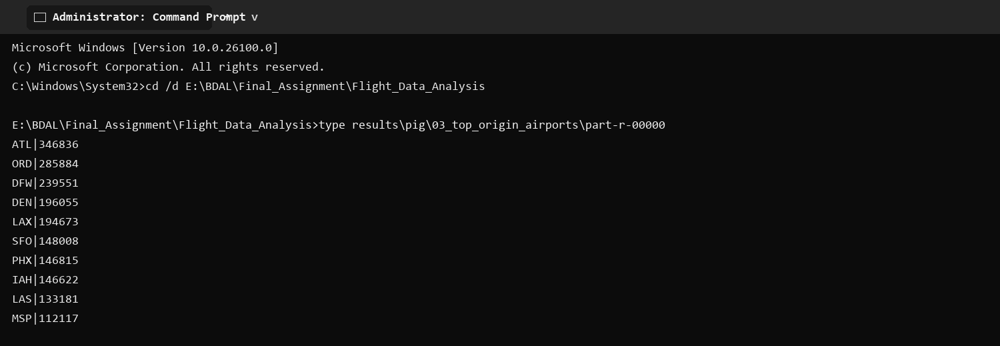 Administrator: Command Prompt v
Microsoft Windows [Version 10.0.26100.0]
(c) Microsoft Corporation. All rights reserved.
C:\Windows\System32>cd /d E:\BDAL\Final_Assignment\Flight_Data_Analysis
E:\BDAL\Final_Assignment\Flight_Data_Analysis>type results\pig\03_top_origin_airports\part-r-00000
ATL|346836
ORD|285884
DFW|239551
DEN|196055
LAX|194673
SFO|148008
PHX|146815
IAH|146622
LAS|133181
MSP|112117